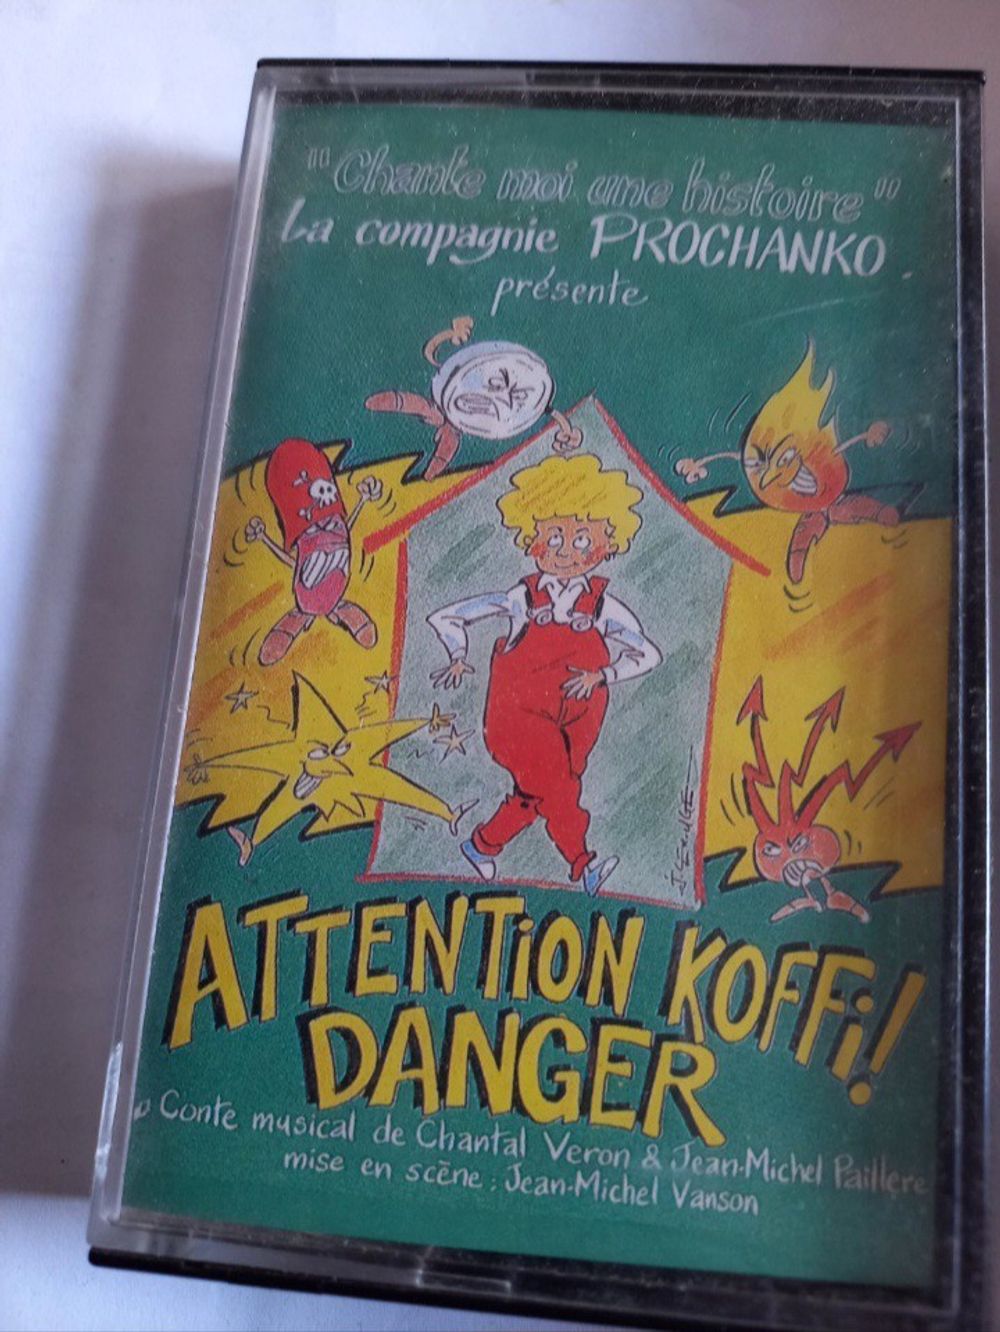 "Chante moi une histoire"
La compagnie PROCHANKO
présente
ATTENTION KOFFi!
DANGER
Conte musical de Chantal Veron & Jean-Michel Paillere
mise en scène : Jean-Michel Vanson